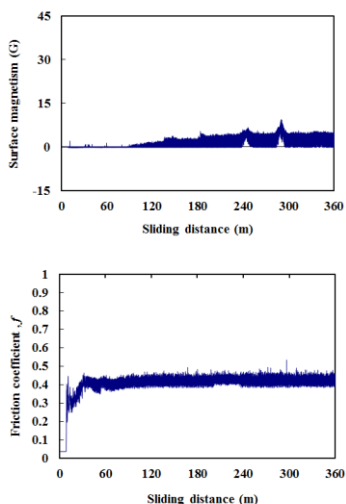 45
30
15
0
-15
Surface magnetism (G)
0 60 120 180 240 300 360
Sliding distance (m)
1
0.9
0.8
0.7
0.6
0.5
0.4
0.3
0.2
0.1
0
Friction coefficient ,f
0 60 120 180 240 300 360
Sliding distance (m)